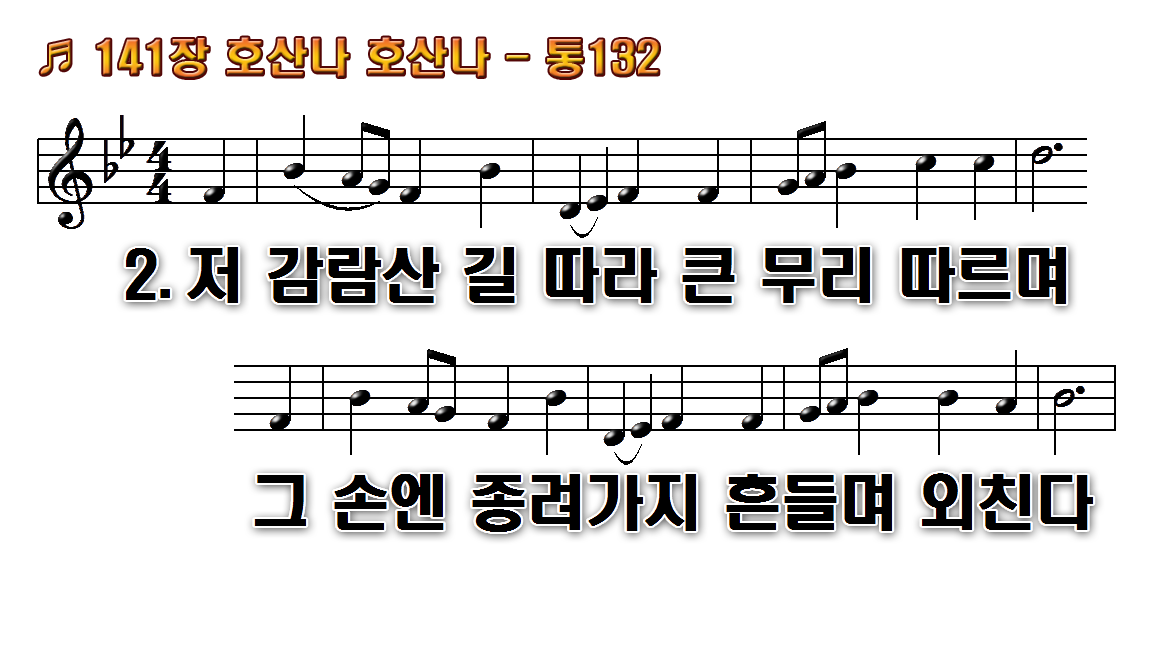 ♬ 141장 호산나 호산나 - 통132
4
4
2. 저 감람산 길 따라 큰 무리 따르며
그 손엔 종려가지 흔들며 외친다